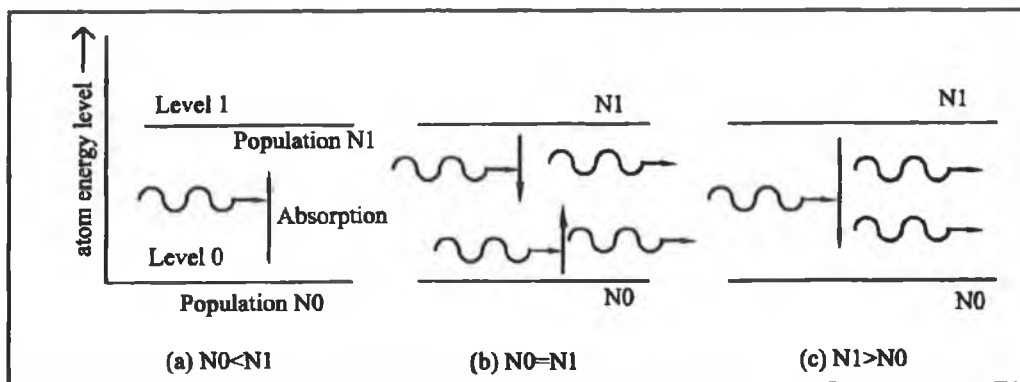 atom energy level
Level 1
Population N1
Absorption
Level 0
Population N0
(a) N0<N1
N1
N0
(b) N0=N1
N1
N0
(c) N1>N0